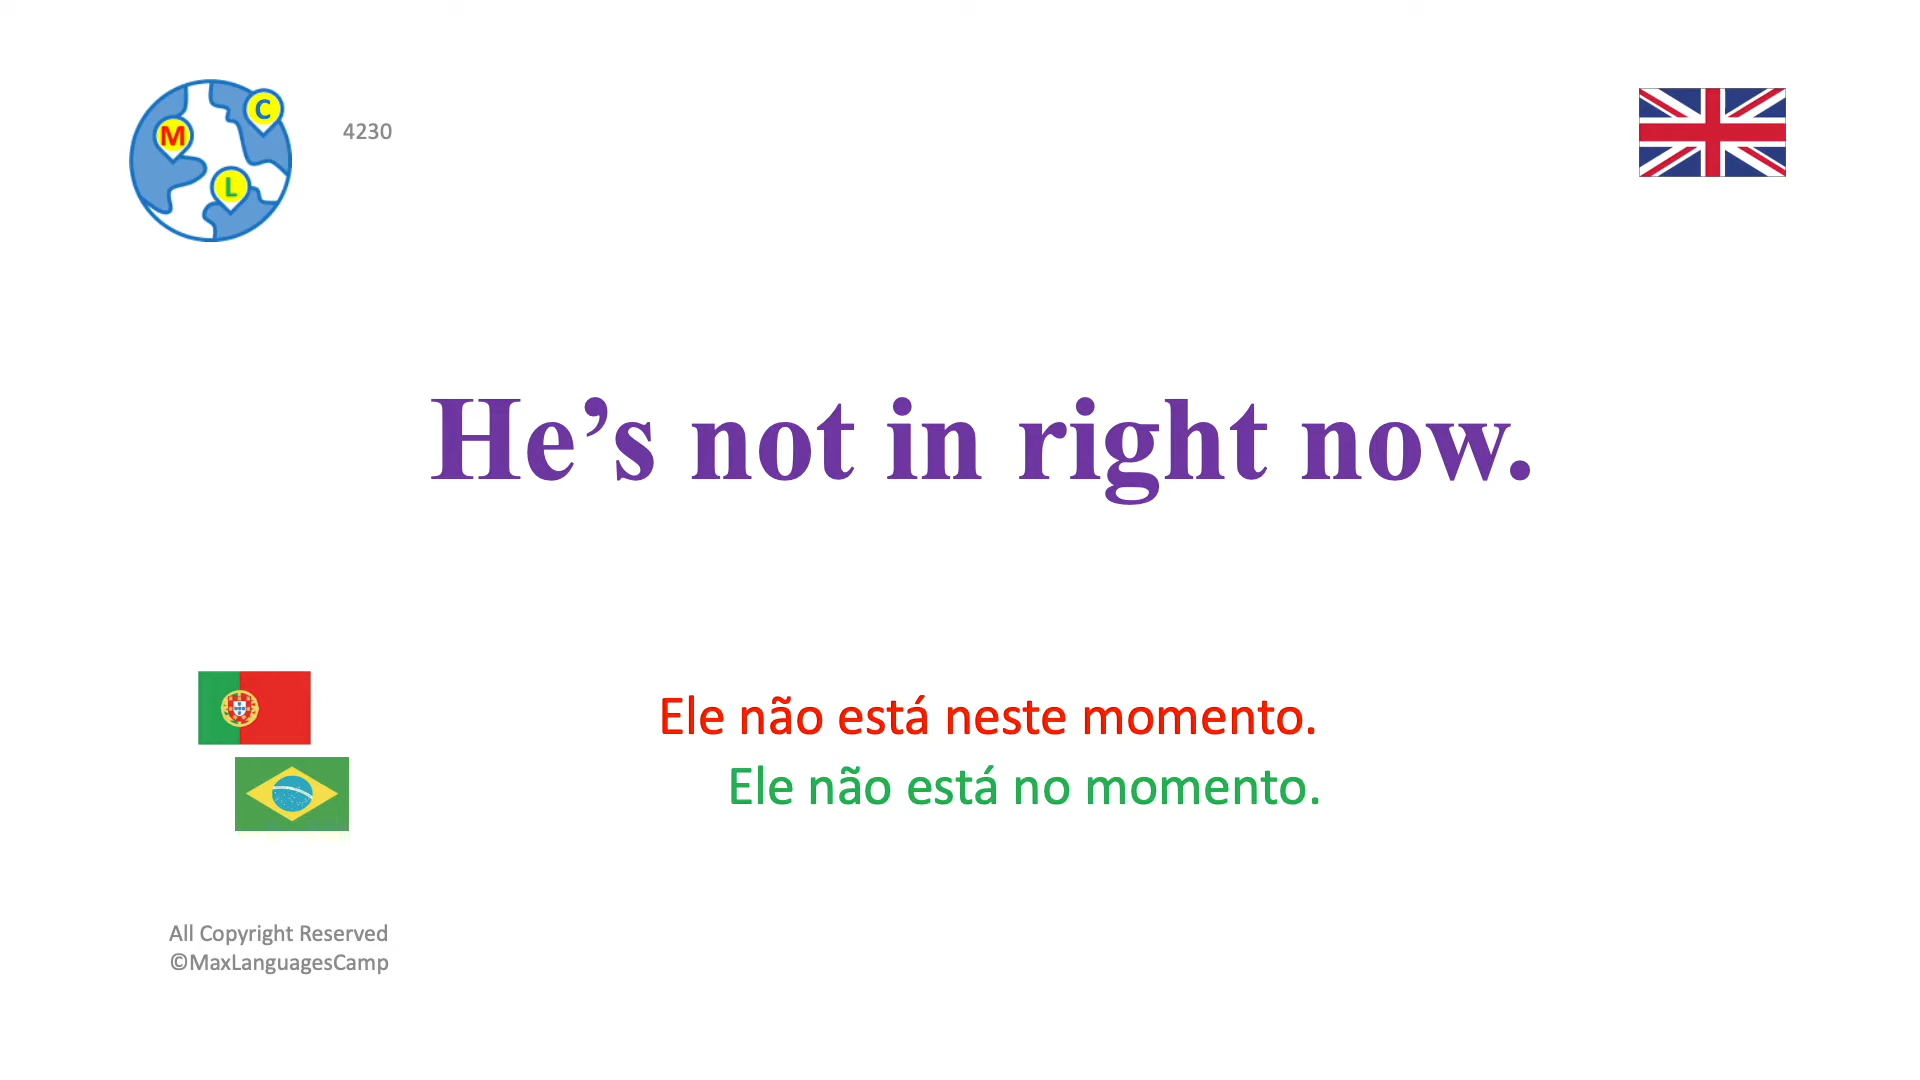 M
C
L
4230
He’s not in right now.
Ele não está neste momento.
Ele não está no momento.
All Copyright Reserved
©MaxLanguagesCamp